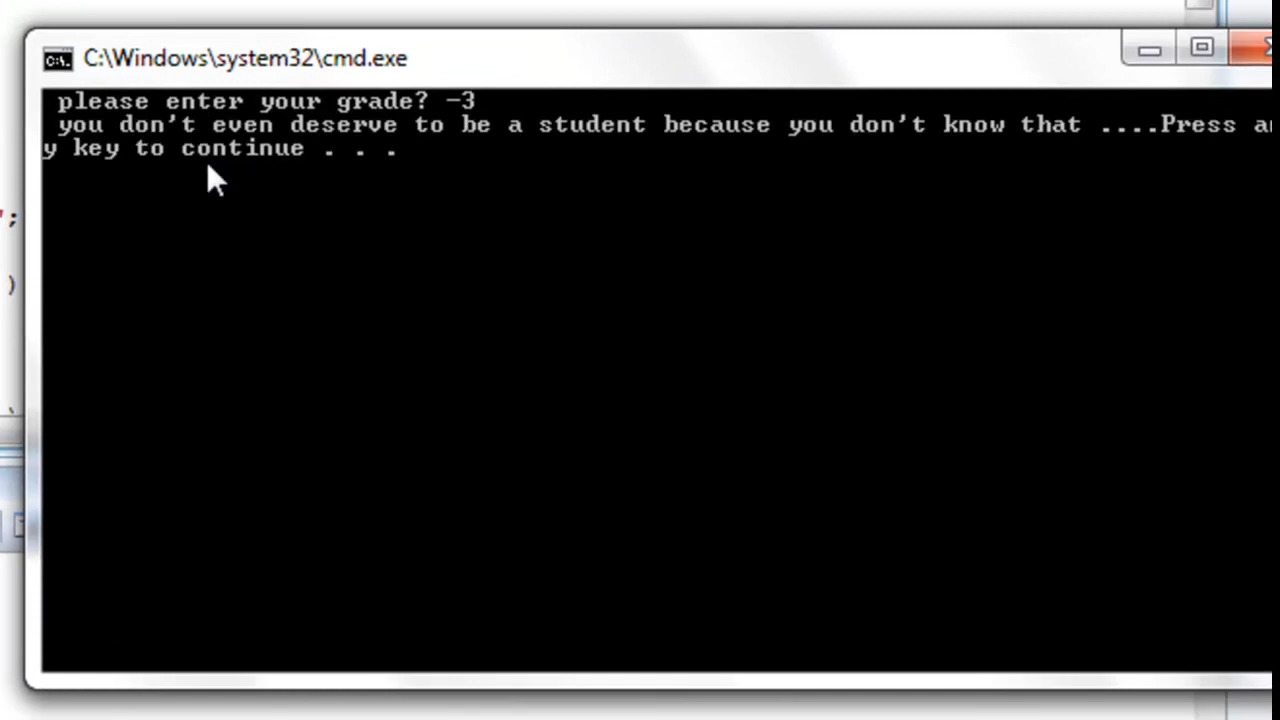 C:\Windows\system32\cmd.exe
please enter your grade? -3
you don't even deserve to be a student because you don't know that ....Press an
y key to continue . . .
";
)